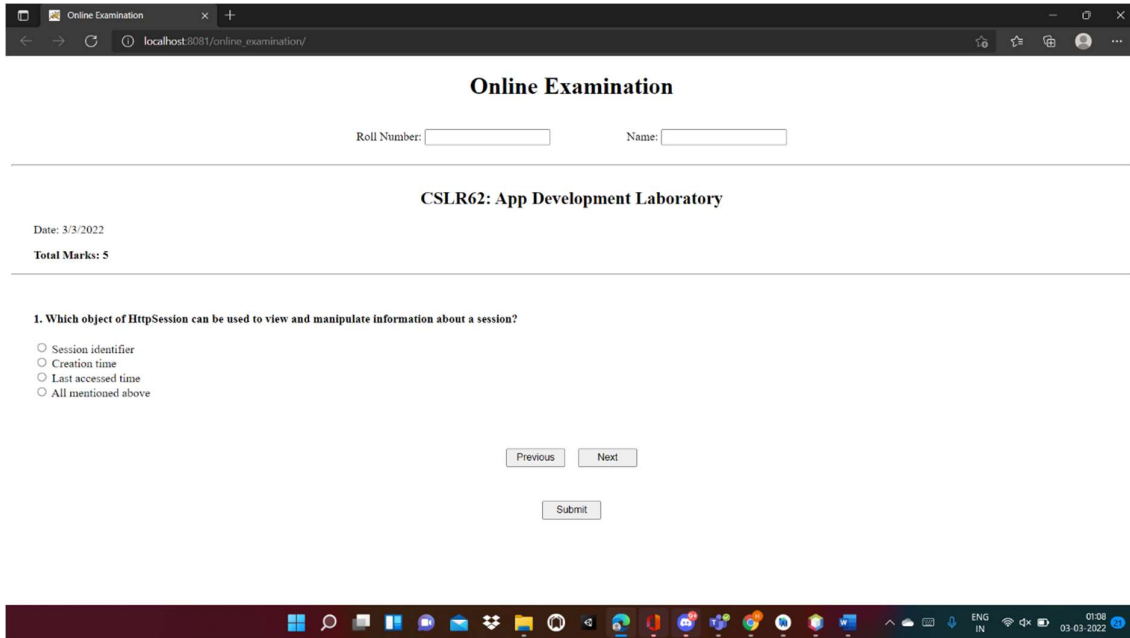 Online Examination
localhost:8081/online_examination/
Online Examination
Roll Number: Name:
CSLR62: App Development Laboratory
Date: 3/3/2022
Total Marks: 5
1. Which object of HttpSession can be used to view and manipulate information about a session?
Session identifier
Creation time
Last accessed time
All mentioned above
Previous Next
Submit
ENG 01:08
IN 03-03-2022 21